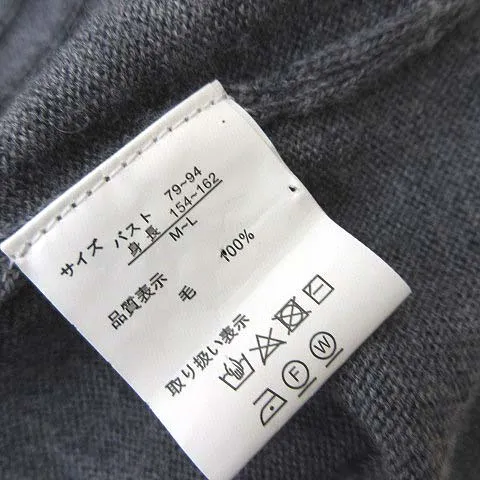 サイズ バスト 79~94
身長 154~162
M~L
品質表示
毛 100%
取り扱い表示
F W